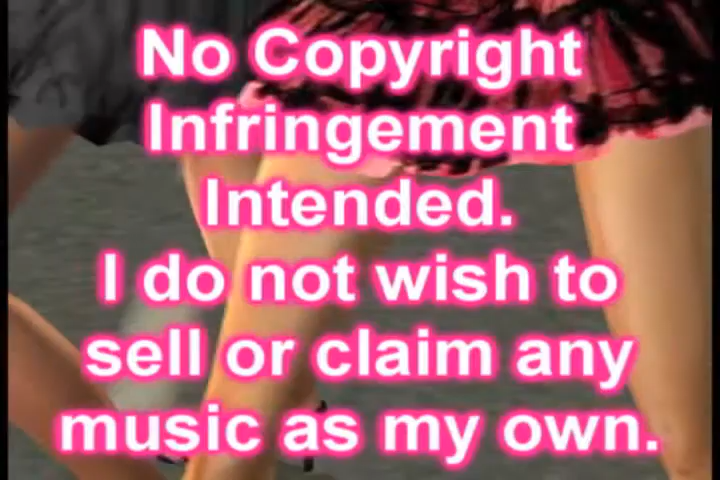 No Copyright
Infringement
Intended.
I do not wish to
sell or claim any
music as my own.